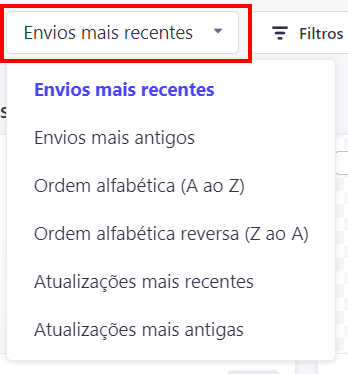 Envios mais recentes
Filtros
Envios mais recentes
Envios mais antigos
Ordem alfabética (A ao Z)
Ordem alfabética reversa (Z ao A)
Atualizações mais recentes
Atualizações mais antigas